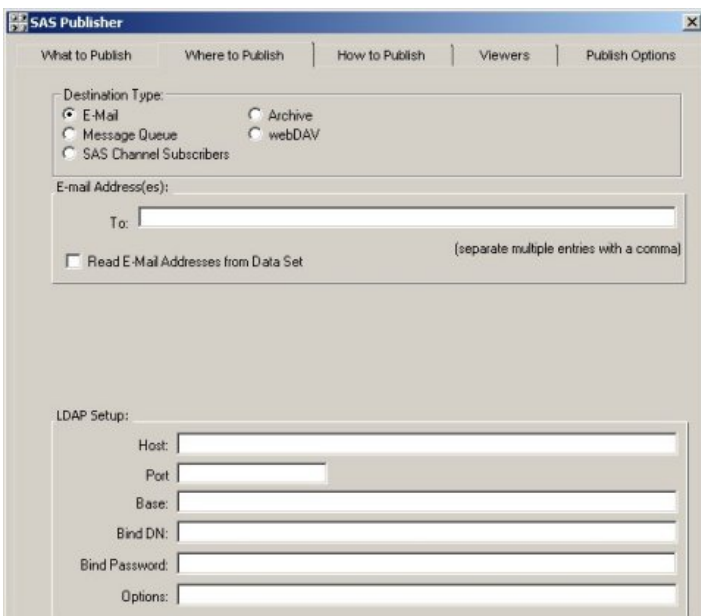 SAS Publisher
What to Publish Where to Publish How to Publish Viewers Publish Options
Destination Type:
E-Mail Archive
Message Queue webDAV
SAS Channel Subscribers
E-mail Address(es):
To:
(separate multiple entries with a comma)
Read E-Mail Addresses from Data Set
LDAP Setup:
Host:
Port
Base:
Bind DN:
Bind Password:
Options: